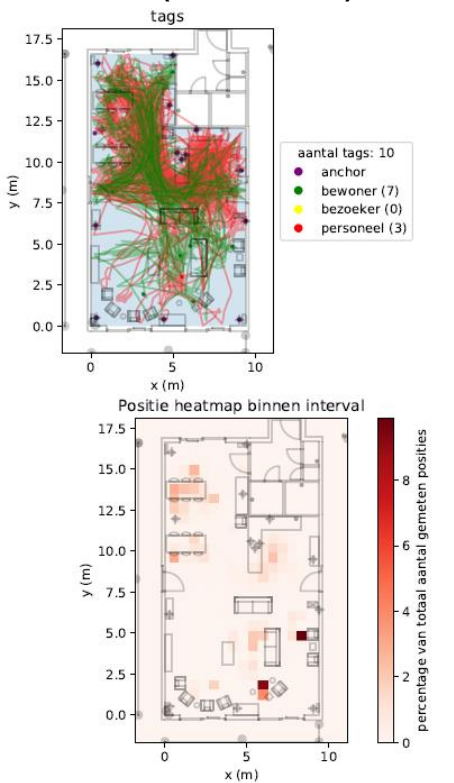 tags
17.5
15.0
12.5
10.0
7.5
5.0
2.5
0.0
y (m)
0 5 10
x (m)
aantal tags: 10
anchor
bewoner (7)
bezoeker (0)
personeel (3)
Positie heatmap binnen interval
17.5
15.0
12.5
10.0
7.5
5.0
2.5
0.0
y (m)
0 5 10
x (m)
8
6
4
2
0
percentage van totaal aantal gemeten posities